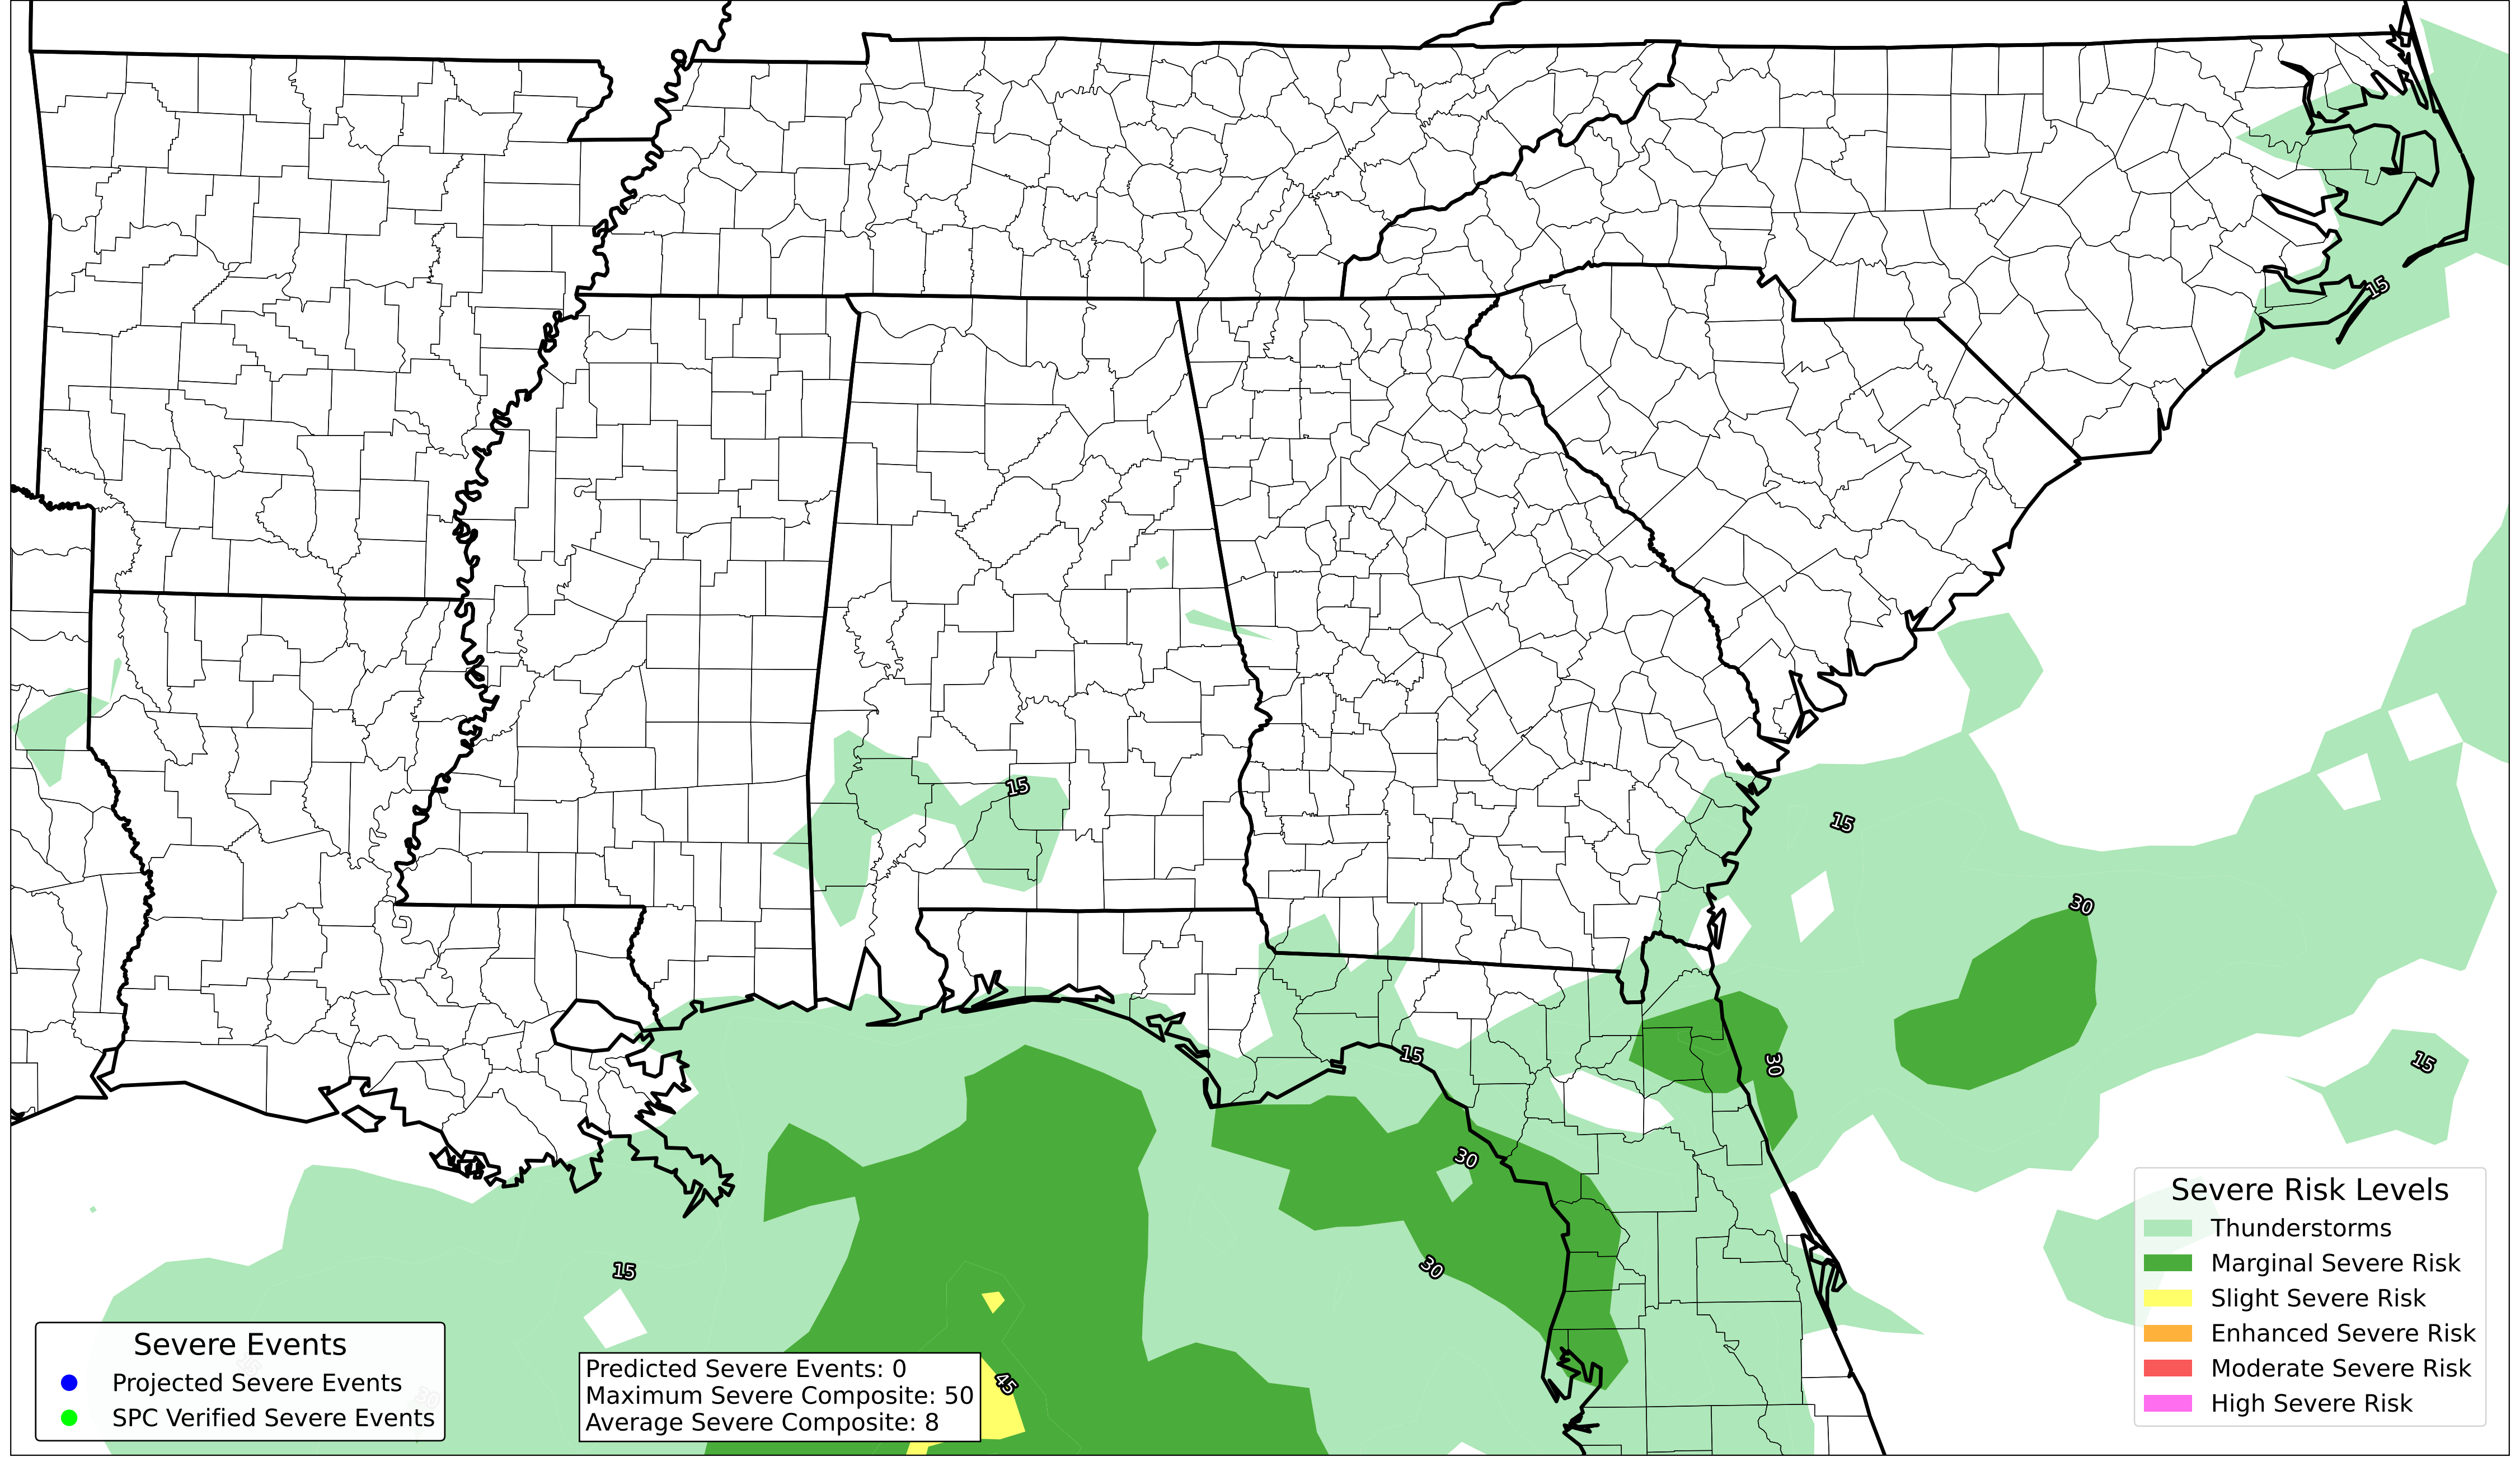 15
15
15
30
15
30
15
30
30
15
45
Severe Events
Projected Severe Events
SPC Verified Severe Events
Predicted Severe Events: 0
Maximum Severe Composite: 50
Average Severe Composite: 8
Severe Risk Levels
Thunderstorms
Marginal Severe Risk
Slight Severe Risk
Enhanced Severe Risk
Moderate Severe Risk
High Severe Risk